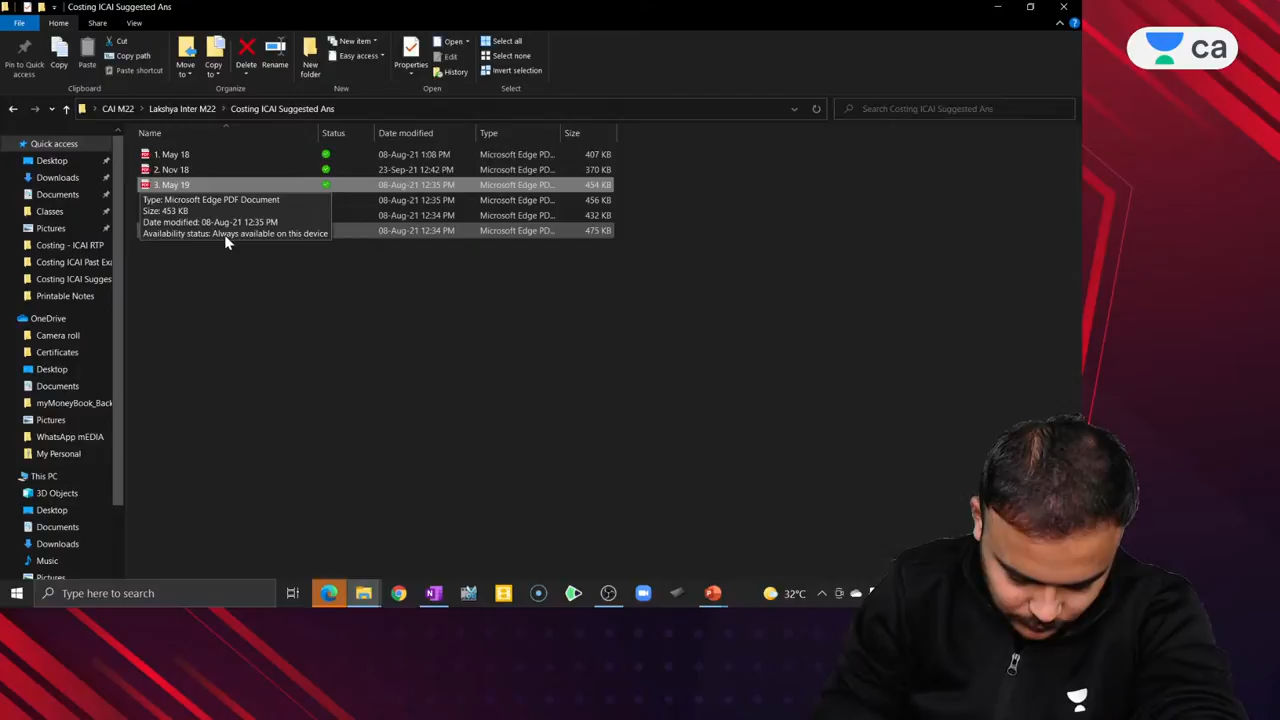 Costing ICAI Suggested Ans
File Home Share View
Pin to Quick access
Copy
Paste
Cut
Copy path
Paste shortcut
Clipboard
Move to
Copy to
Delete
Rename
Organize
New folder
New item
Easy access
New
Properties
Open
Edit
History
Open
Select all
Select none
Invert selection
Select
CAI M22 > Lakshya Inter M22 > Costing ICAI Suggested Ans
Search Costing ICAI Suggested Ans
Name Status Date modified Type Size
1. May 18 08-Aug-21 1:08 PM Microsoft Edge PD... 407 KB
2. Nov 18 23-Sep-21 12:42 PM Microsoft Edge PD... 370 KB
3. May 19 08-Aug-21 12:35 PM Microsoft Edge PD... 454 KB
08-Aug-21 12:35 PM Microsoft Edge PD... 456 KB
08-Aug-21 12:34 PM Microsoft Edge PD... 432 KB
08-Aug-21 12:34 PM Microsoft Edge PD... 475 KB
Type: Microsoft Edge PDF Document
Size: 453 KB
Date modified: 08-Aug-21 12:35 PM
Availability status: Always available on this device
Quick access
Desktop
Downloads
Documents
Classes
Pictures
Costing - ICAI RTP
Costing ICAI Past Exa
Costing ICAI Sugges
Printable Notes
OneDrive
Camera roll
Certificates
Desktop
Documents
myMoneyBook_Back
Pictures
WhatsApp mEDIA
My Personal
This PC
3D Objects
Desktop
Documents
Downloads
Music
Pictures
Type here to search
32°C
ca